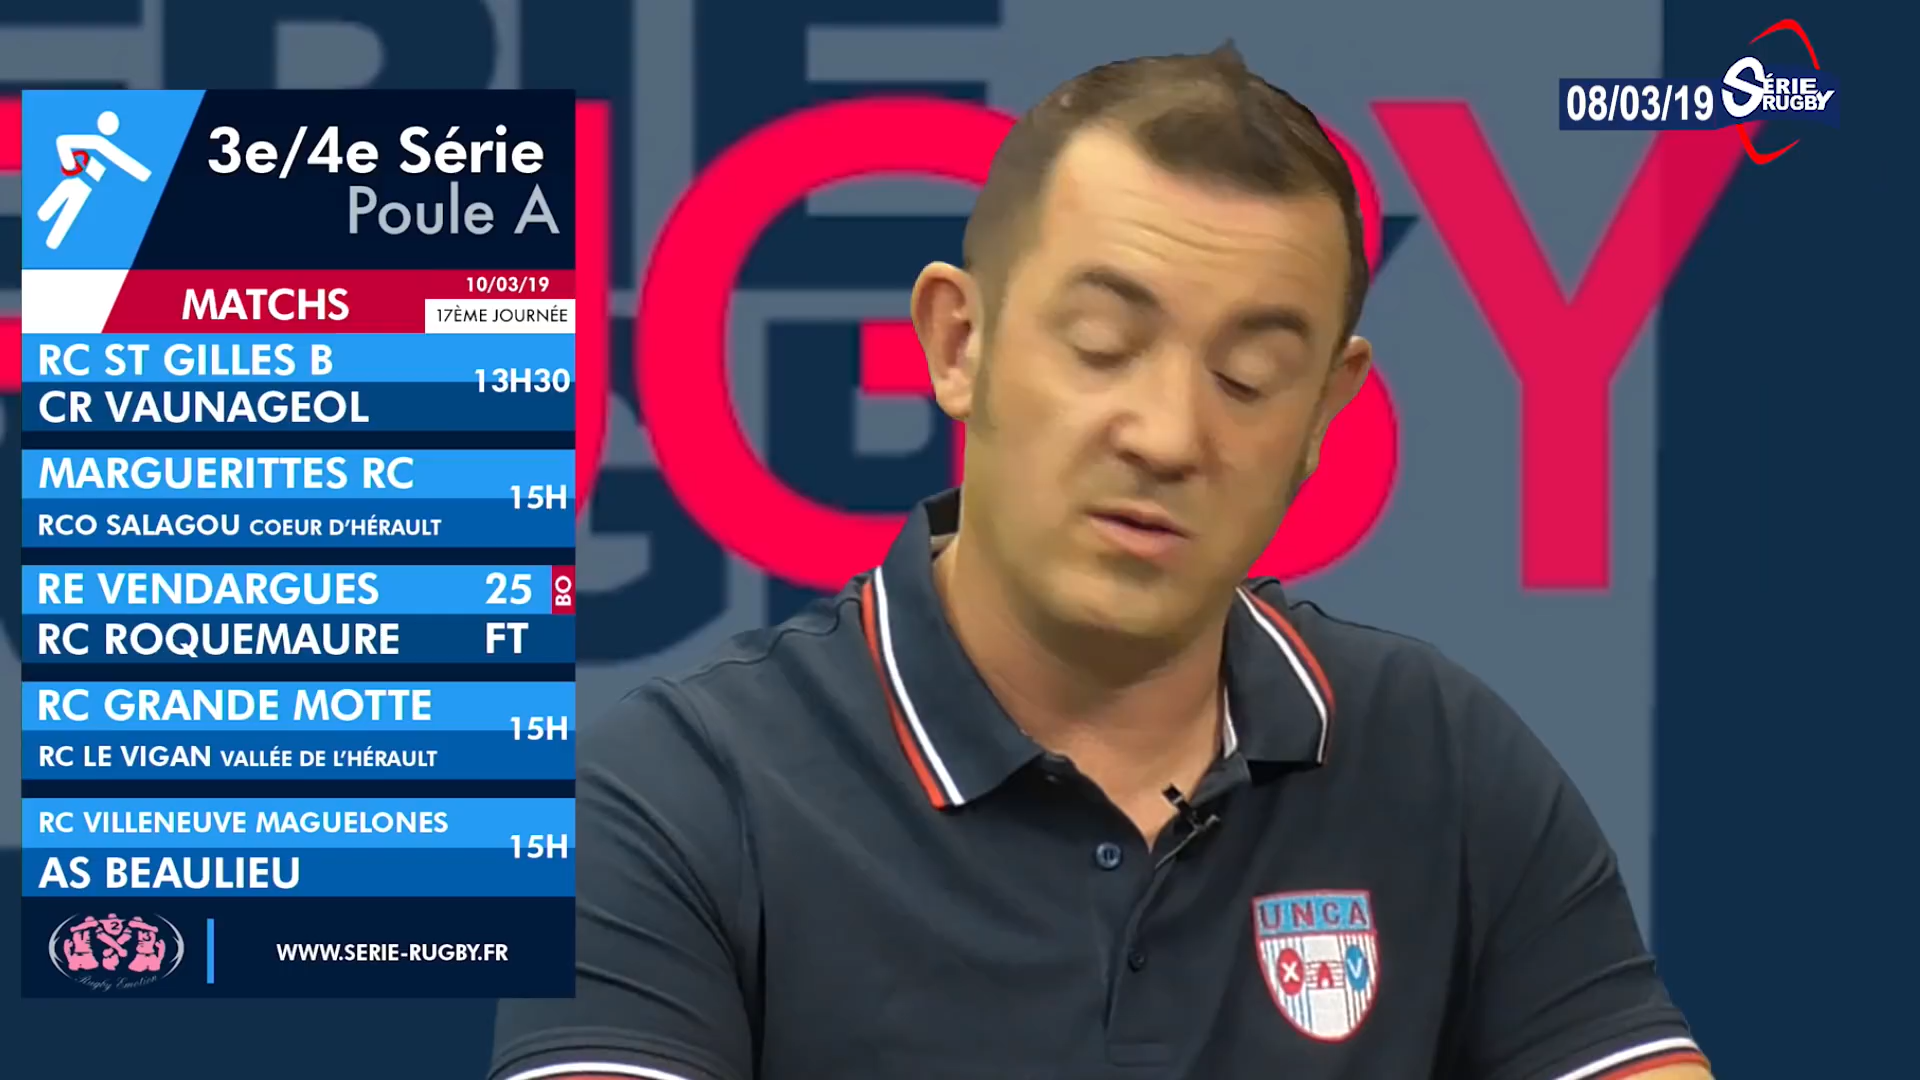 3e/4e Série
Poule A
MATCHS
10/03/19
17ÈME JOURNÉE
RC ST GILLES B
13H30
CR VAUNAGEOL
MARGUERITTES RC
15H
RCO SALAGOU COEUR D'HÉRAULT
RE VENDARGUES 25 BO
RC ROQUEMAURE FT
RC GRANDE MOTTE
15H
RC LE VIGAN VALLÉE DE L'HÉRAULT
RC VILLENEUVE MAGUELONES
15H
AS BEAULIEU
Rugby Emotion
WWW.SERIE-RUGBY.FR
08/03/19
SÉRIE
RUGBY
UNCA
X V